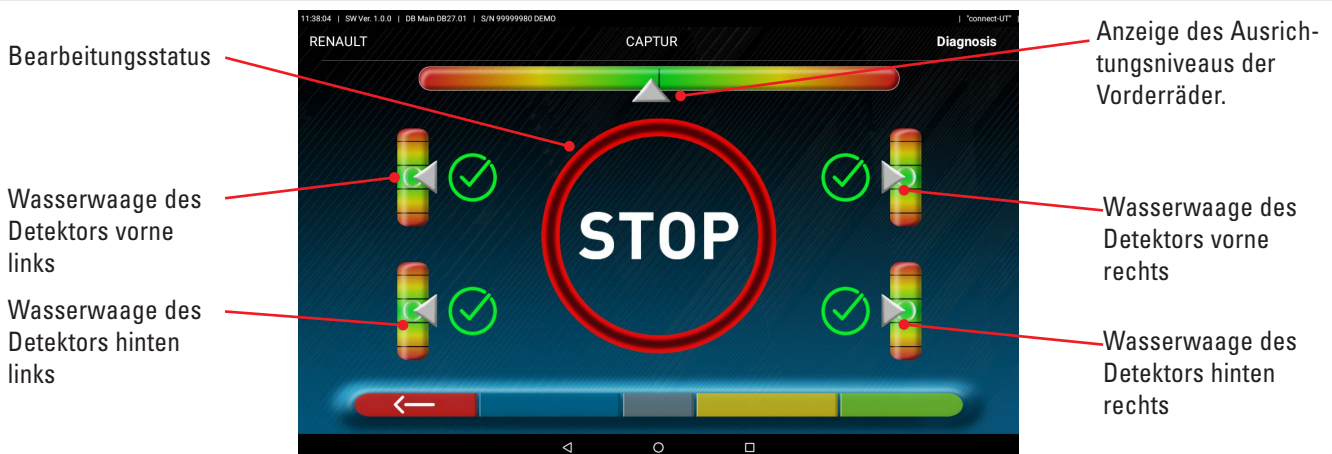 11:38:04 | SW Ver. 1.0.0 | DB Main DB27.01 | S/N 99999980 DEMO | "connect-UT" |
RENAULT CAPTUR Diagnosis
Bearbeitungsstatus
Anzeige des Ausrich-
tungsniveaus der
Vorderräder.
STOP
Wasserwaage des
Detektors vorne
links
Wasserwaage des
Detektors vorne
rechts
Wasserwaage des
Detektors hinten
links
Wasserwaage des
Detektors hinten
rechts